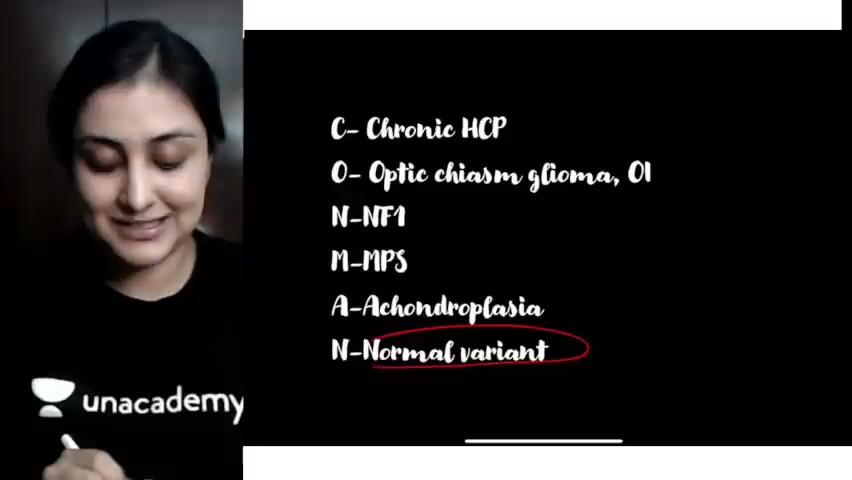 C- Chronic HCP
O- Optic chiasm glioma, OI
N-NF1
M-MPS
A-Achondroplasia
N-Normal variant
unacademy